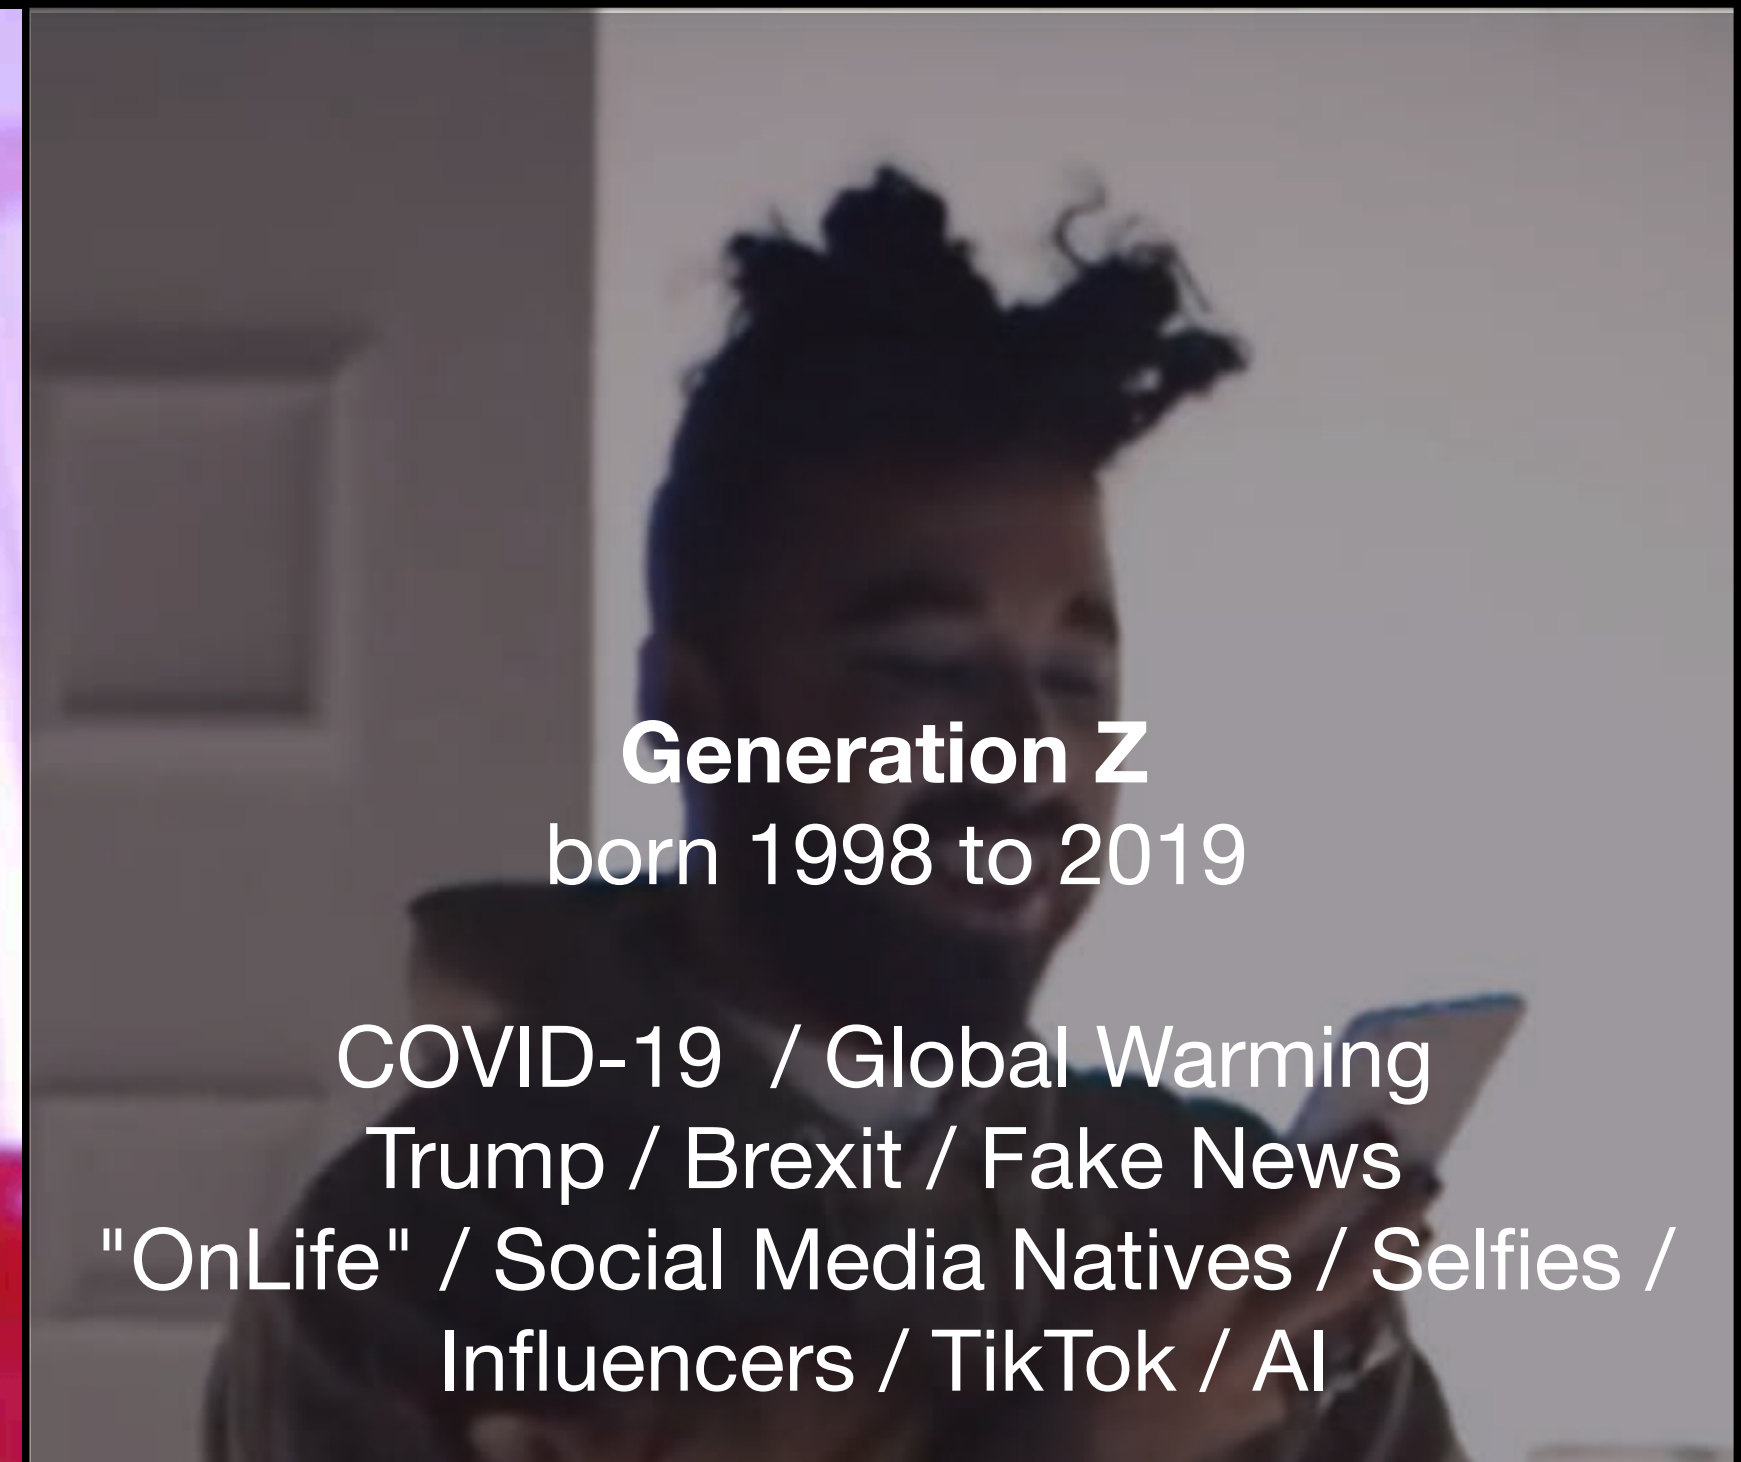 Generation Z
born 1998 to 2019
COVID-19  / Global Warming
Trump / Brexit / Fake News
"OnLife" / Social Media Natives / Selfies /
Influencers / TikTok / AI